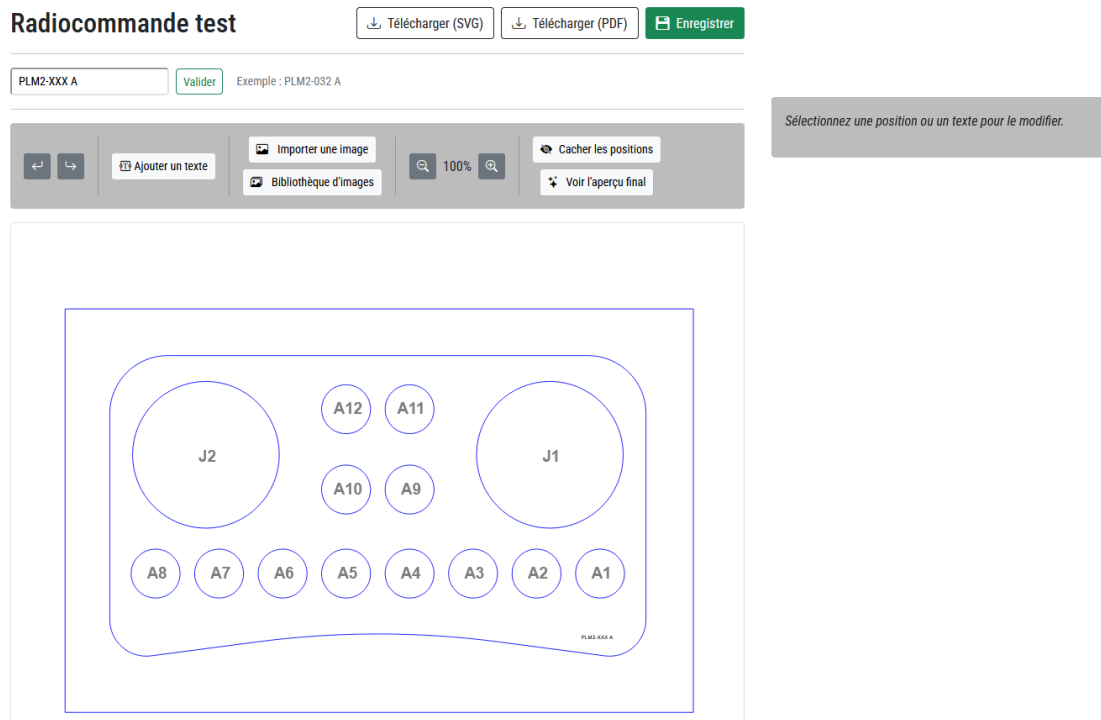 Radiocommande test
Télécharger (SVG)
Télécharger (PDF)
Enregistrer
PLM2-XXX A
Valider
Exemple : PLM2-032 A
Sélectionnez une position ou un texte pour le modifier.
Ajouter un texte
Importer une image
Bibliothèque d'images
100%
Cacher les positions
Voir l'aperçu final
A12 A11
J2
J1
A10 A9
A8 A7 A6 A5 A4 A3 A2 A1
PLM2-XXX A